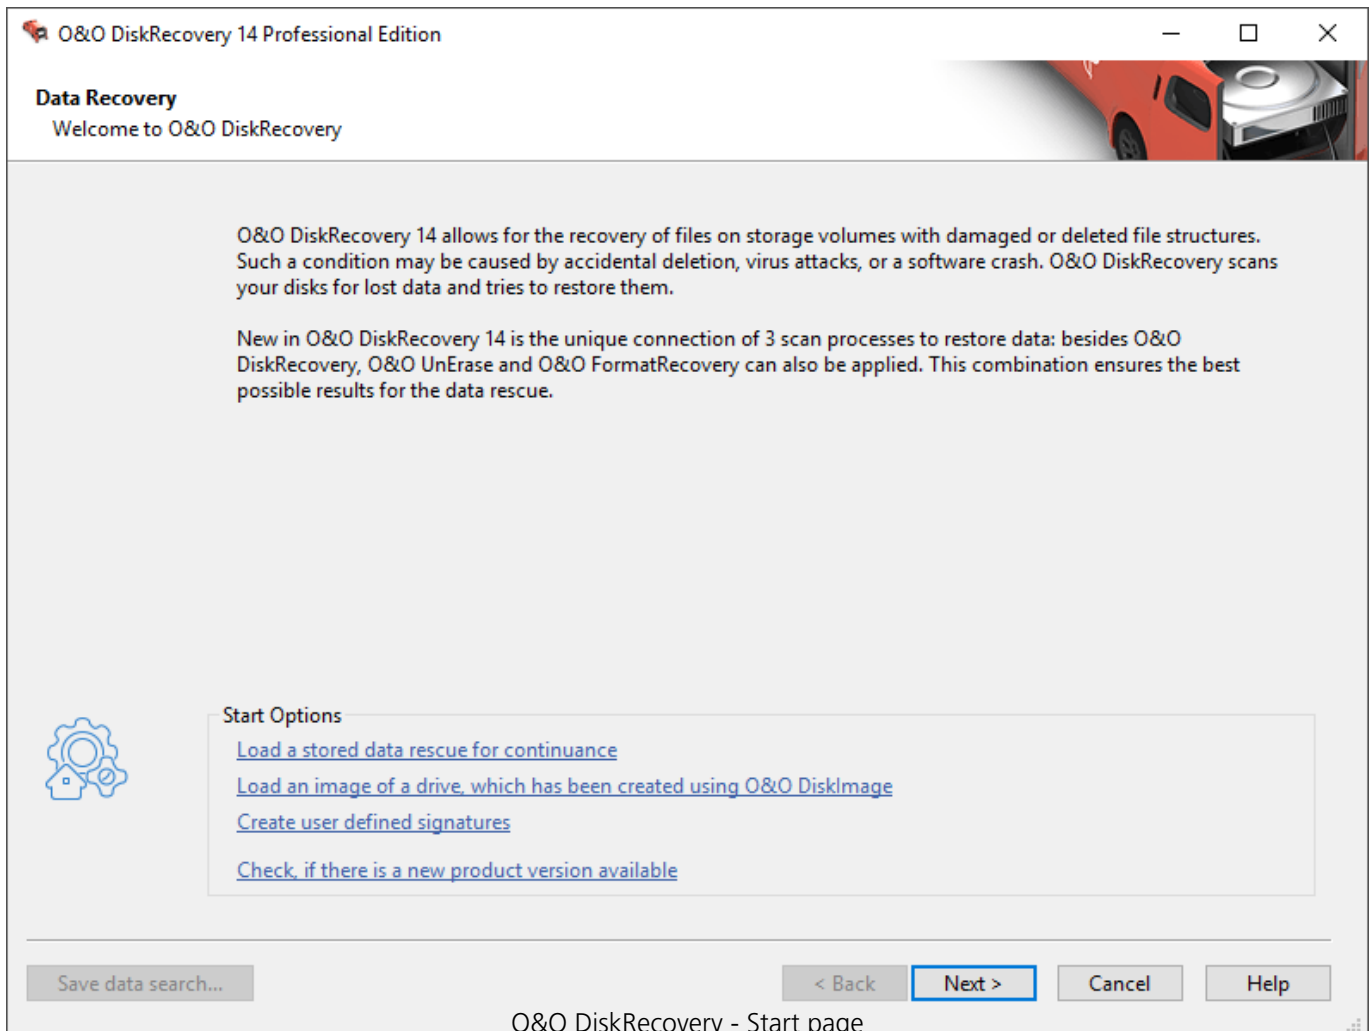 O&O DiskRecovery 14 Professional Edition
Data Recovery
Welcome to O&O DiskRecovery
O&O DiskRecovery 14 allows for the recovery of files on storage volumes with damaged or deleted file structures.
Such a condition may be caused by accidental deletion, virus attacks, or a software crash. O&O DiskRecovery scans
your disks for lost data and tries to restore them.
New in O&O DiskRecovery 14 is the unique connection of 3 scan processes to restore data: besides O&O
DiskRecovery, O&O UnErase and O&O FormatRecovery can also be applied. This combination ensures the best
possible results for the data rescue.
Start Options
Load a stored data rescue for continuance
Load an image of a drive, which has been created using O&O DiskImage
Create user defined signatures
Check, if there is a new product version available
Save data search...
< Back
Next >
Cancel
Help
O&O DiskRecovery - Start page